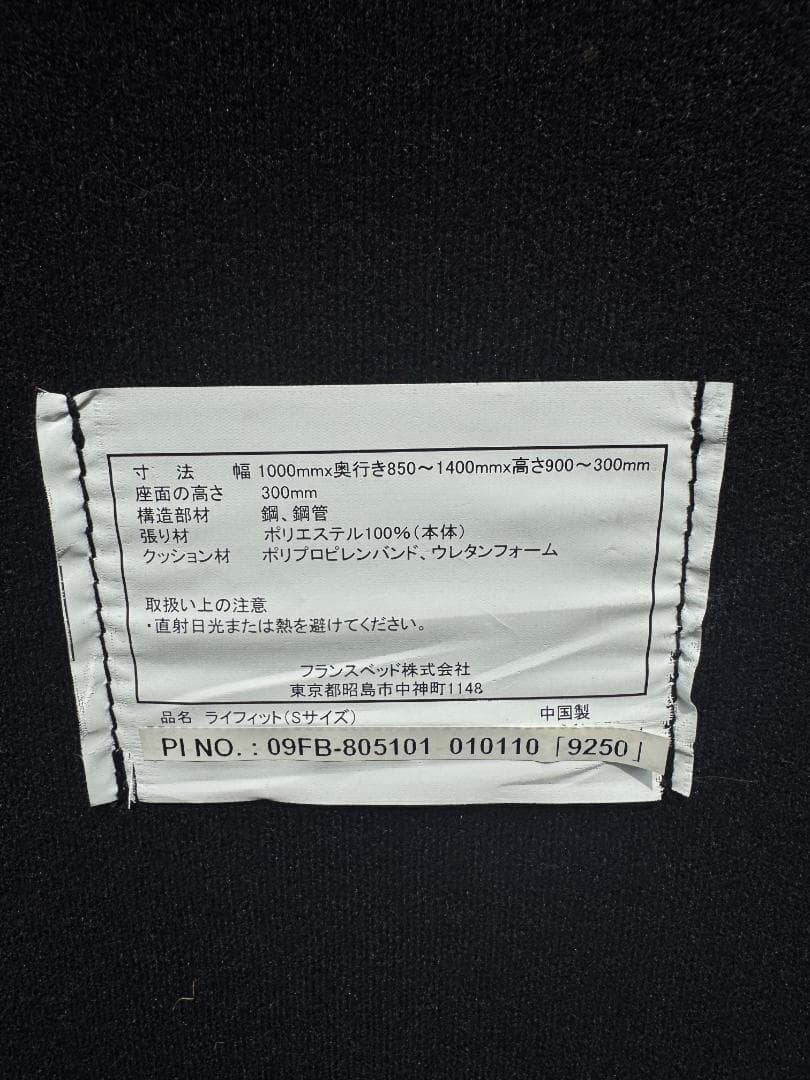 寸 法 幅 1000mmx奥行き850～1400mmx高さ900～300mm
座面の高さ 300mm
構造部材 鋼、鋼管
張り材 ポリエステル100%(本体)
クッション材 ポリプロピレンバンド、ウレタンフォーム
取扱い上の注意
・直射日光または熱を避けてください。
フランスベッド株式会社
東京都昭島市中神町1148
品名 ライフィット(Sサイズ) 中国製
PI NO.：09FB-805101 010110「9250」